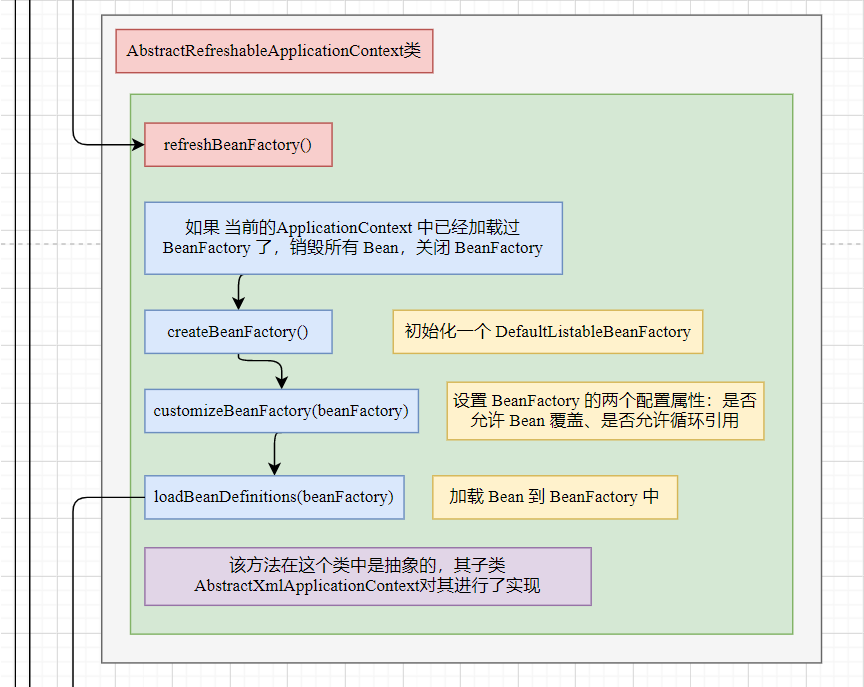 AbstractRefreshableApplicationContext类
refreshBeanFactory()
如果 当前的ApplicationContext 中已经加载过
BeanFactory 了，销毁所有 Bean，关闭 BeanFactory
createBeanFactory()
初始化一个 DefaultListableBeanFactory
customizeBeanFactory(beanFactory)
设置 BeanFactory 的两个配置属性：是否
允许 Bean 覆盖、是否允许循环引用
loadBeanDefinitions(beanFactory)
加载 Bean 到 BeanFactory 中
该方法在这个类中是抽象的，其子类
AbstractXmlApplicationContext对其进行了实现